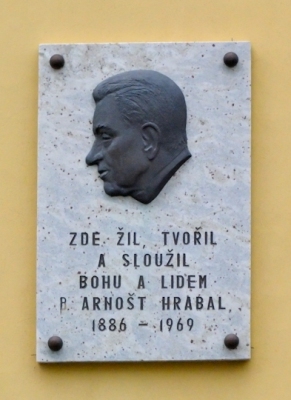 ZDE ŽIL, TVOŘIL
A SLOUŽIL
BOHU A LIDEM
P. ARNOŠT HRABAL
1886 – 1969